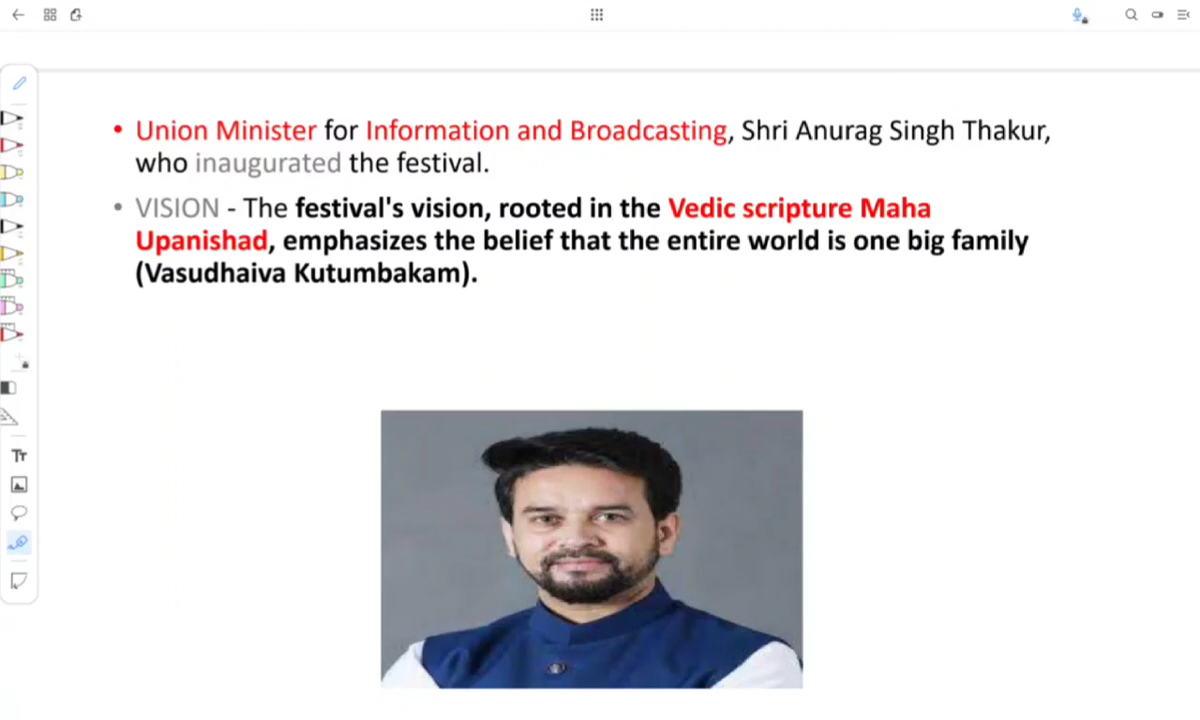 • Union Minister for Information and Broadcasting, Shri Anurag Singh Thakur,
who inaugurated the festival.
• VISION - The festival's vision, rooted in the Vedic scripture Maha
Upanishad, emphasizes the belief that the entire world is one big family
(Vasudhaiva Kutumbakam).
TT